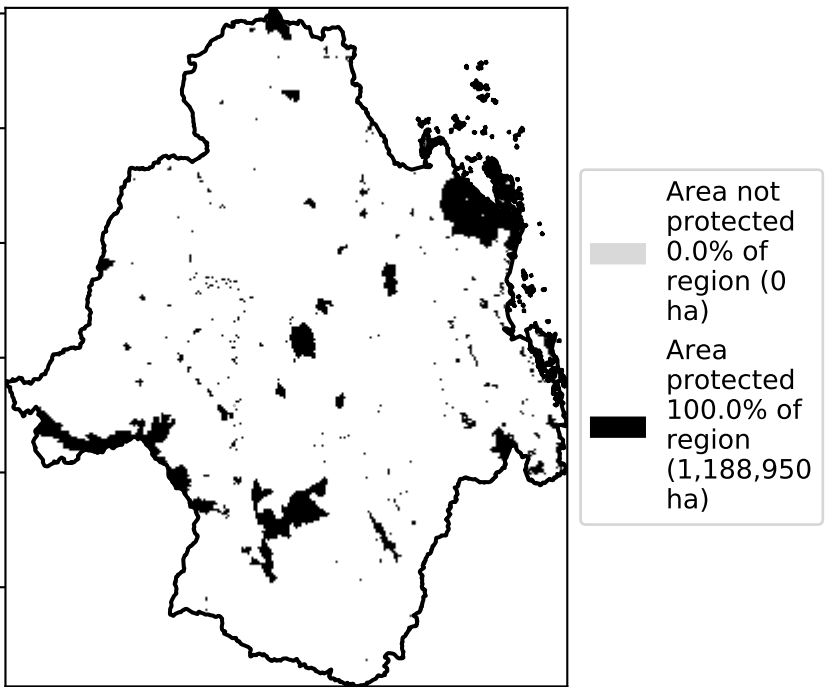 Area not
protected
0.0% of
region (0
ha)
Area
protected
100.0% of
region
(1,188,950
ha)